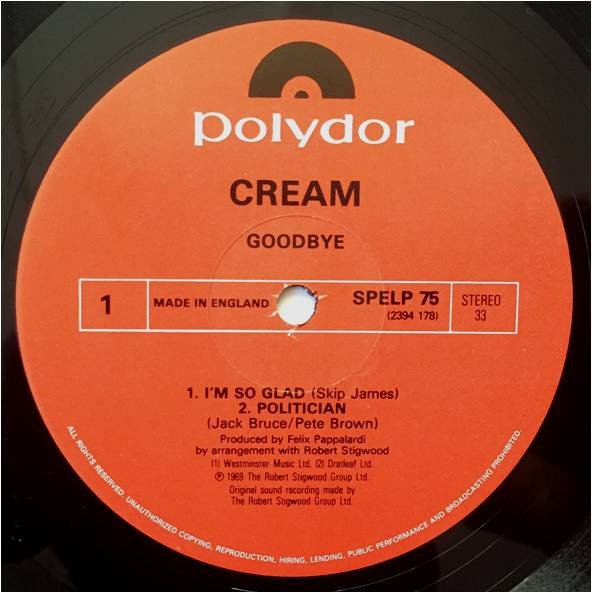 polydor
CREAM
GOODBYE
1
MADE IN ENGLAND
SPELP 75
(2394 178)
STEREO
33
1. I'M SO GLAD (Skip James)
2. POLITICIAN
(Jack Bruce/Pete Brown)
Produced by Felix Pappalardi
by arrangement with Robert Stigwood
(1) Westminster Music Ltd. (2) Dratleaf Ltd.
℗ 1969 The Robert Stigwood Group Ltd.
Original sound recording made by
The Robert Stigwood Group Ltd.
ALL RIGHTS RESERVED. UNAUTHORIZED COPYING, REPRODUCTION, HIRING, LENDING, PUBLIC PERFORMANCE AND BROADCASTING PROHIBITED.